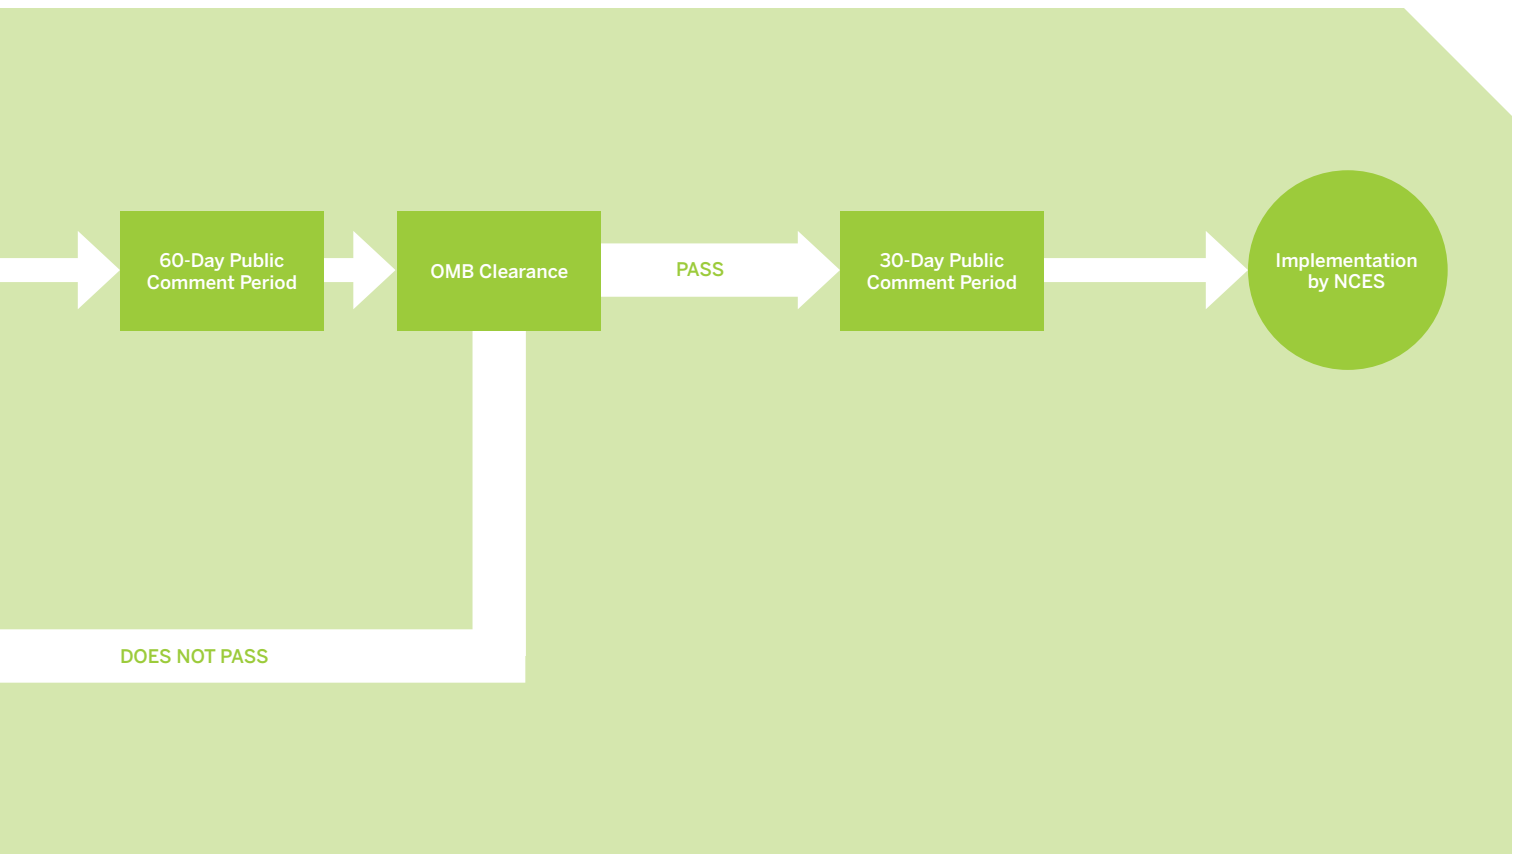 60-Day Public
Comment Period
OMB Clearance
PASS
30-Day Public
Comment Period
Implementation
by NCES
DOES NOT PASS